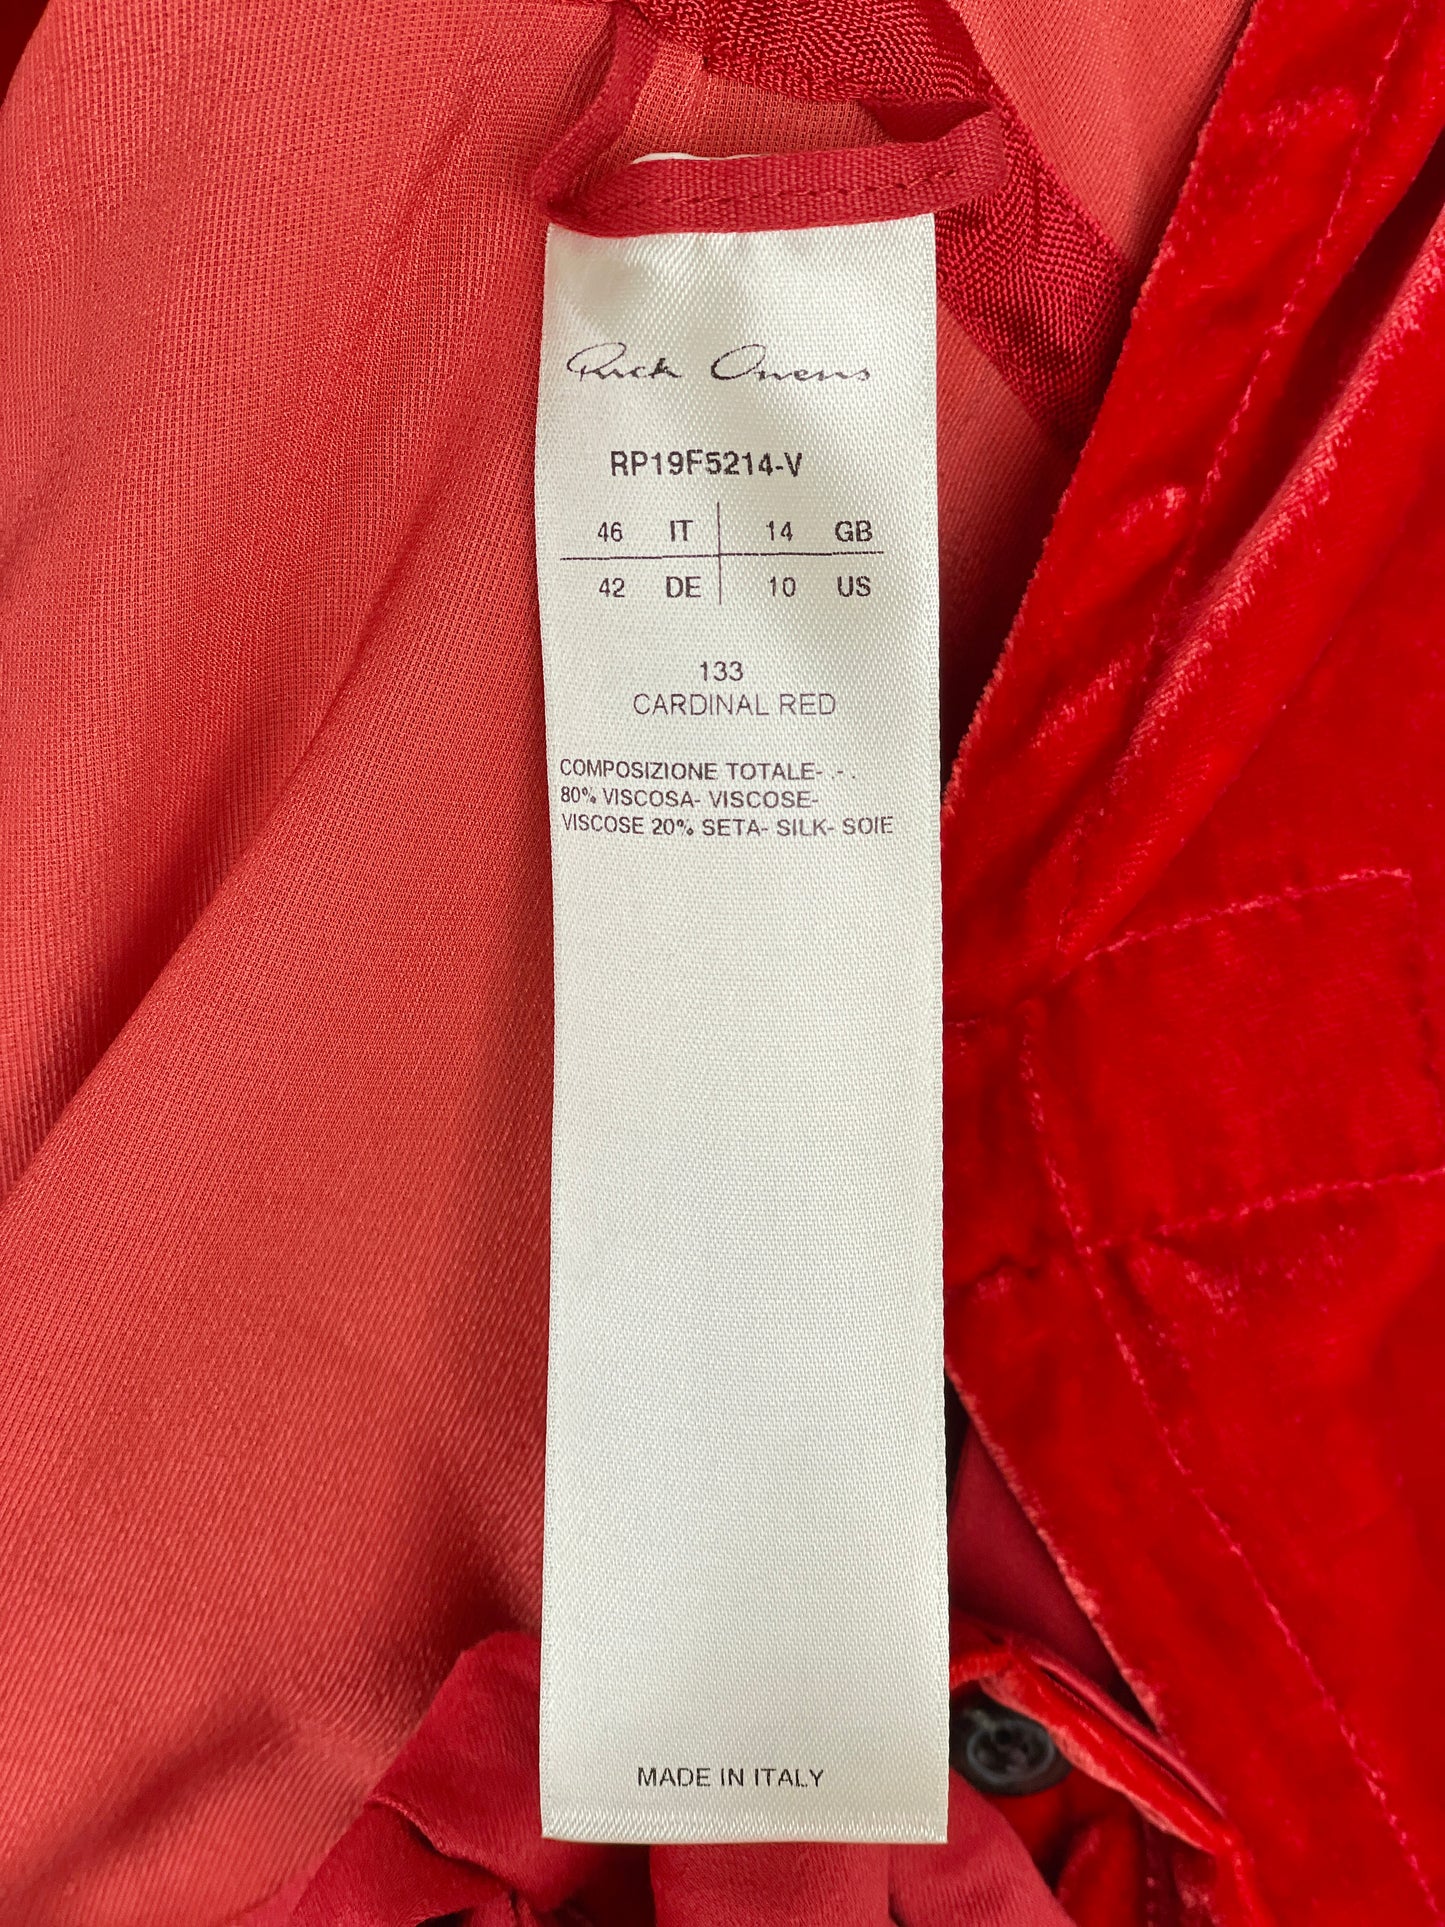 Rick Owens
RP19F5214-V
46 IT 14 GB
42 DE 10 US
133
CARDINAL RED
COMPOSIZIONE TOTALE- .- .
80% VISCOSA- VISCOSE-
VISCOSE 20% SETA- SILK- SOIE
MADE IN ITALY